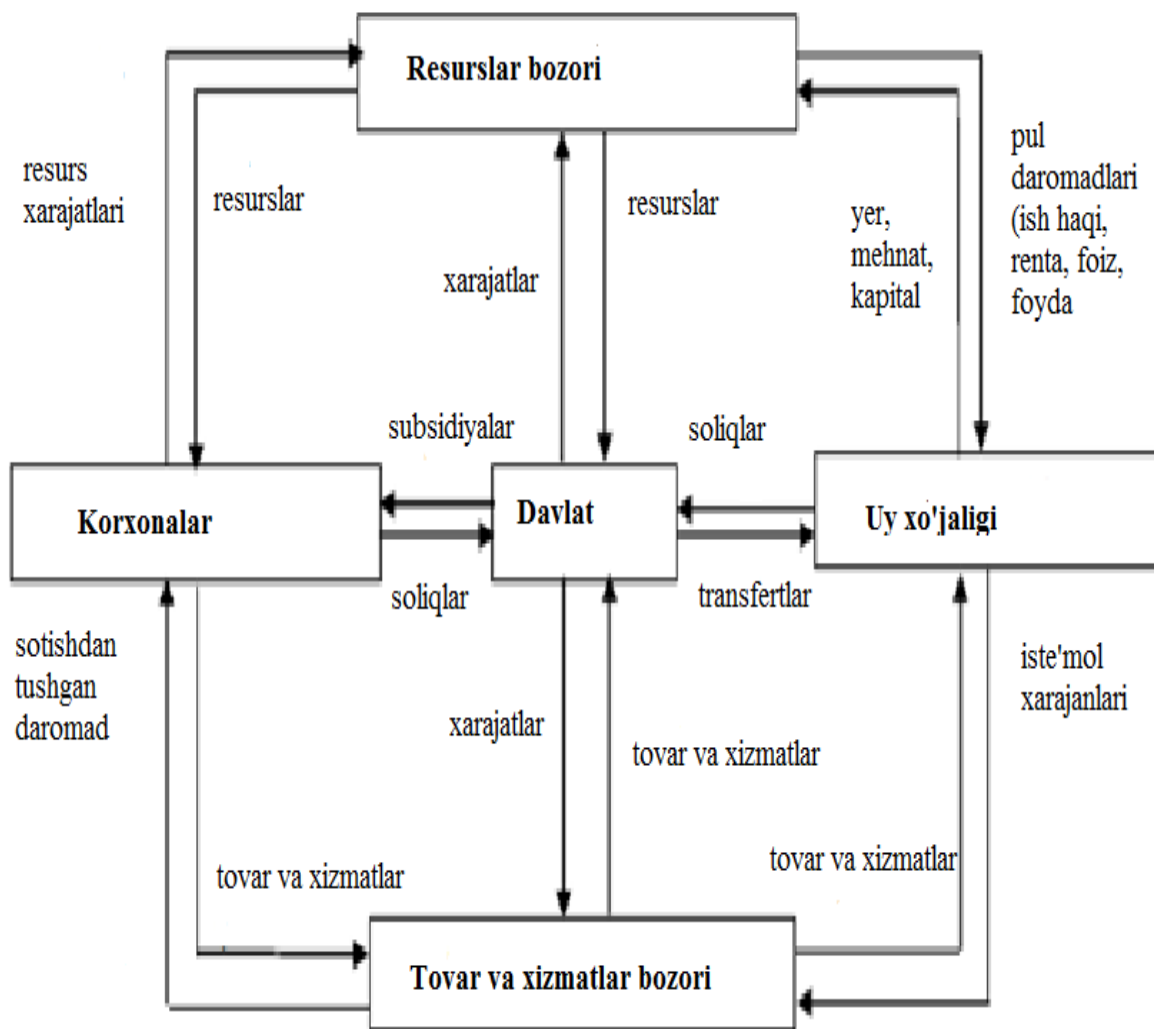 Resurslar bozori
resurs
xarajatlari
resurslar
xarajatlar
resurslar
yer,
mehnat,
kapital
pul
daromadlari
(ish haqi,
renta, foiz,
foyda
subsidiyalar
soliqlar
Korxonalar
Davlat
Uy xo'jaligi
soliqlar
transfertlar
sotishdan
tushgan
daromad
xarajatlar
tovar va xizmatlar
iste'mol
xarajanlari
tovar va xizmatlar
tovar va xizmatlar
Tovar va xizmatlar bozori